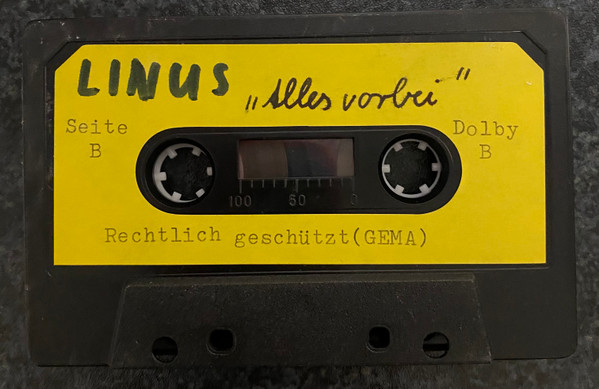 LINUS „Alles vorbei"
Seite
B
Dolby
B
100 50 0
Rechtlich geschützt(GEMA)